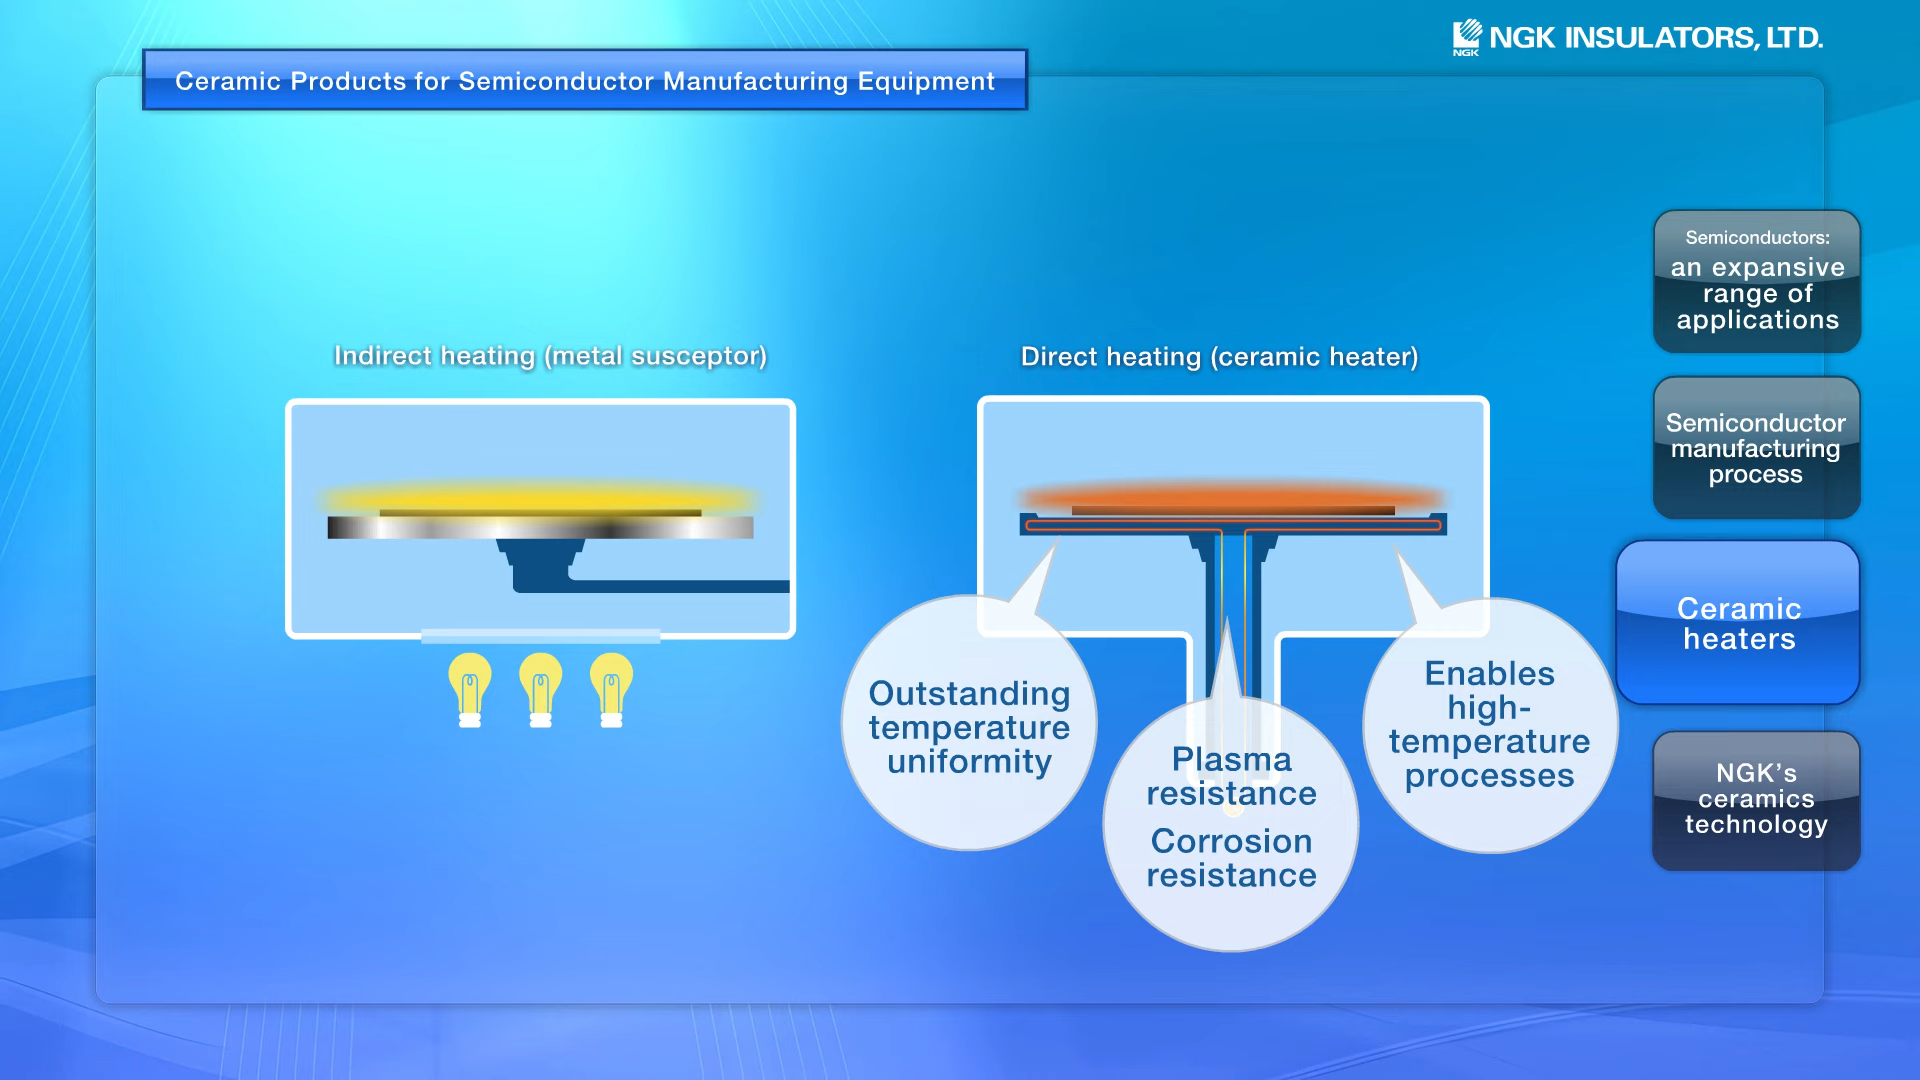 NGK INSULATORS, LTD.
NGK
Ceramic Products for Semiconductor Manufacturing Equipment
Indirect heating (metal susceptor)
Direct heating (ceramic heater)
Outstanding
temperature
uniformity
Plasma
resistance
Corrosion
resistance
Enables
high-
temperature
processes
Semiconductors:
an expansive
range of
applications
Semiconductor
manufacturing
process
Ceramic
heaters
NGK’s
ceramics
technology